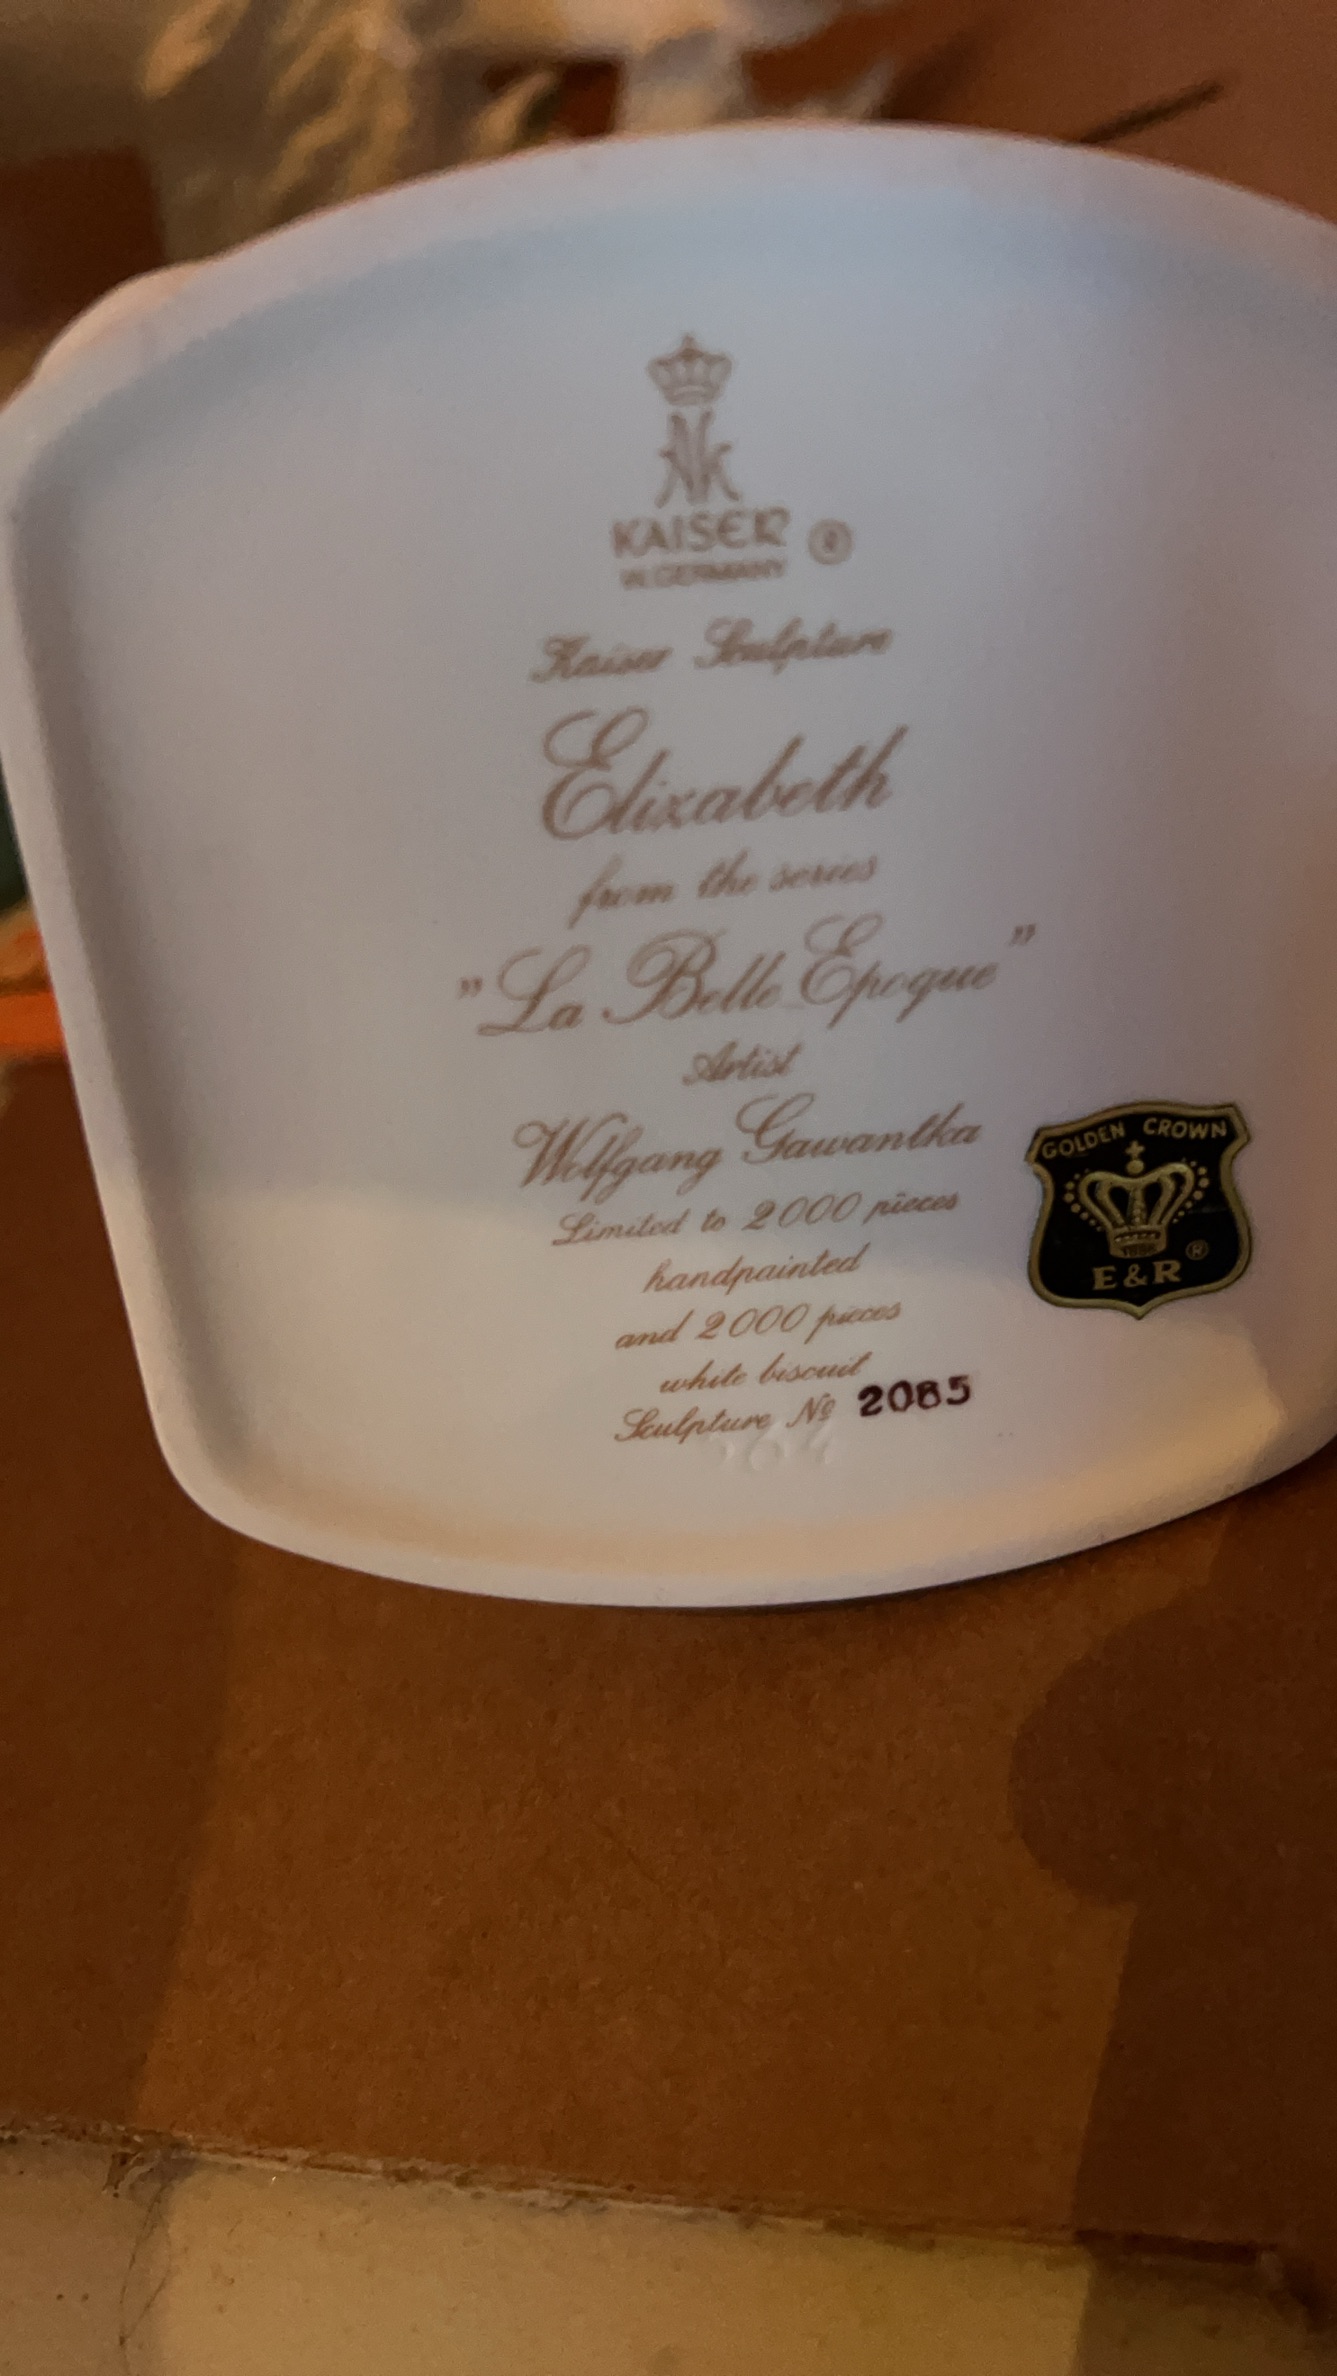 NK
KAISER ®
W. GERMANY
Kaiser Sculpture
Elizabeth
from the series
"La Belle Epoque"
Artist
Wolfgang Gawantka
Limited to 2000 pieces
handpainted
and 2000 pieces
white biscuit
Sculpture No 2085
GOLDEN CROWN
E&R ®